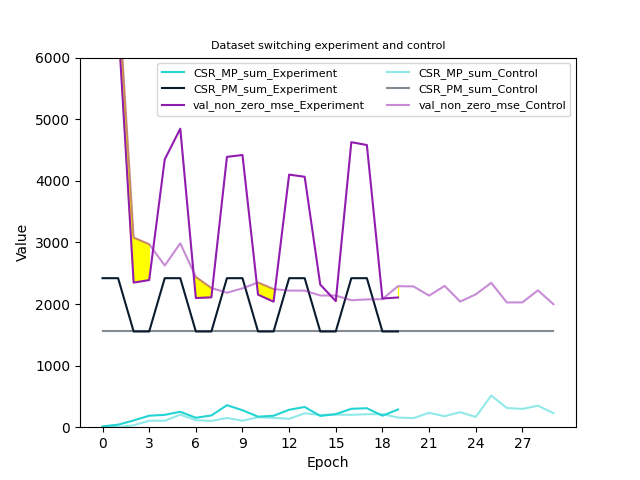 Dataset switching experiment and control
6000
5000
4000
3000
2000
1000
0
Value
CSR_MP_sum_Experiment
CSR_PM_sum_Experiment
val_non_zero_mse_Experiment
CSR_MP_sum_Control
CSR_PM_sum_Control
val_non_zero_mse_Control
0 3 6 9 12 15 18 21 24 27
Epoch